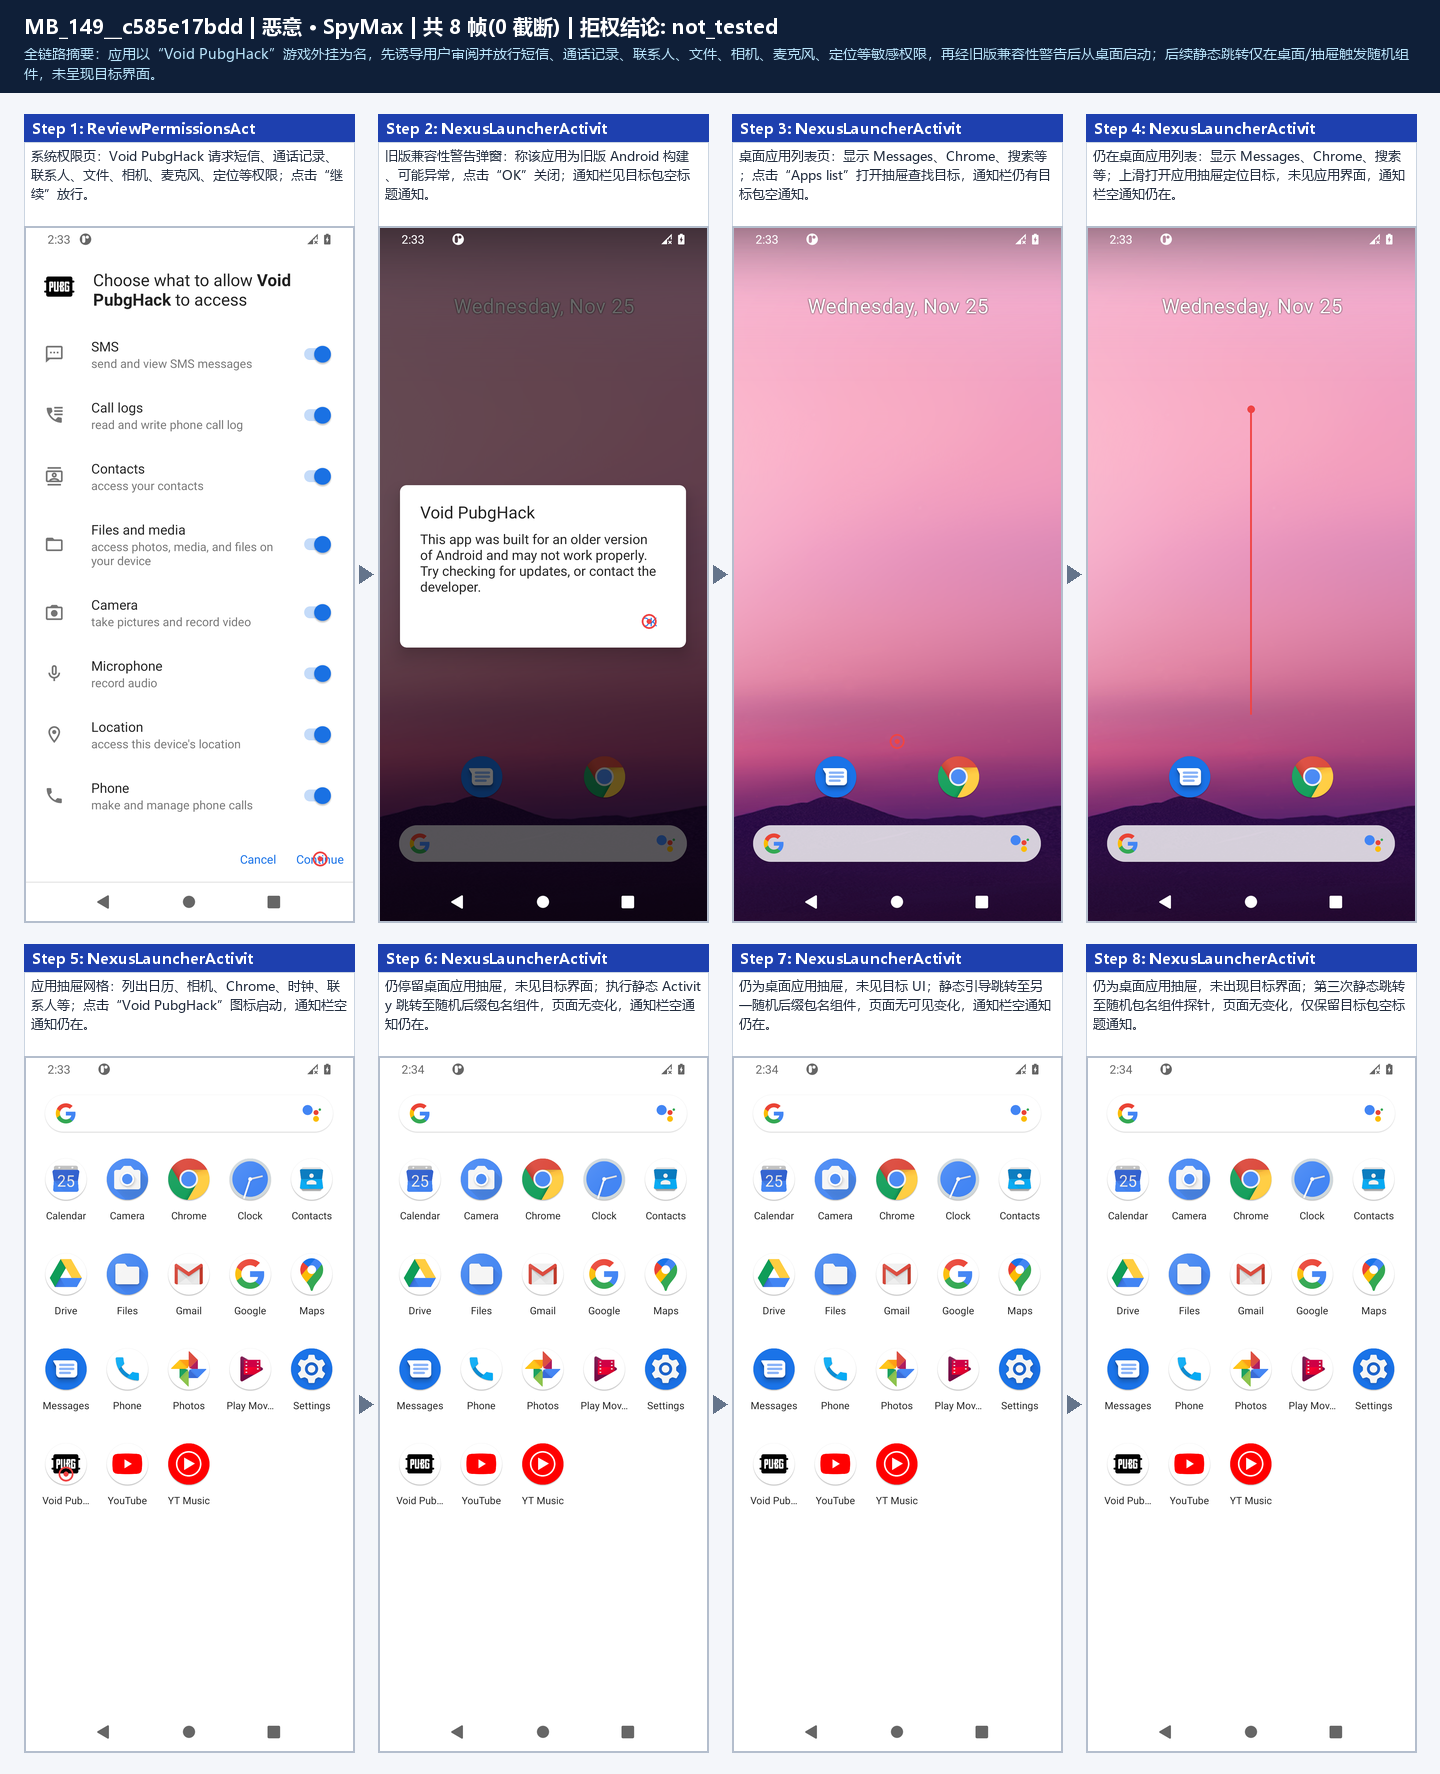 MB_149__c585e17bdd | 恶意 • SpyMax | 共 8 帧(0 截断) | 拒权结论: not_tested
全链路摘要：应用以“Void PubgHack”游戏外挂为名，先诱导用户审阅并放行短信、通话记录、联系人、文件、相机、麦克风、定位等敏感权限，再经旧版兼容性警告后从桌面启动；后续静态跳转仅在桌面/抽屉触发随机组
件，未呈现目标界面。
Step 1: ReviewPermissionsAct
系统权限页：Void PubgHack 请求短信、通话记录、
联系人、文件、相机、麦克风、定位等权限；点击“继
续”放行。
2:33
Choose what to allow Void
PubgHack to access
SMS
send and view SMS messages
Call logs
read and write phone call log
Contacts
access your contacts
Files and media
access photos, media, and files on
your device
Camera
take pictures and record video
Microphone
record audio
Location
access this device's location
Phone
make and manage phone calls
Cancel
Continue
Step 2: NexusLauncherActivit
旧版兼容性警告弹窗：称该应用为旧版 Android 构建
、可能异常，点击“OK”关闭；通知栏见目标包空标
题通知。
2:33
Wednesday, Nov 25
Void PubgHack
This app was built for an older version
of Android and may not work properly.
Try checking for updates, or contact the
developer.
Step 3: NexusLauncherActivit
桌面应用列表页：显示 Messages、Chrome、搜索等
；点击“Apps list”打开抽屉查找目标，通知栏仍有目
标包空通知。
2:33
Wednesday, Nov 25
Step 4: NexusLauncherActivit
仍在桌面应用列表：显示 Messages、Chrome、搜索
等；上滑打开应用抽屉定位目标，未见应用界面，通知
栏空通知仍在。
2:33
Wednesday, Nov 25
Step 5: NexusLauncherActivit
应用抽屉网格：列出日历、相机、Chrome、时钟、联
系人等；点击“Void PubgHack”图标启动，通知栏空
通知仍在。
2:33
25
Calendar Camera Chrome Clock Contacts
Drive Files Gmail Google Maps
Messages Phone Photos Play Mov... Settings
PUBG
Void Pub... YouTube YT Music
Step 6: NexusLauncherActivit
仍停留桌面应用抽屉，未见目标界面；执行静态 Activit
y 跳转至随机后缀包名组件，页面无变化，通知栏空通
知仍在。
2:34
25
Calendar Camera Chrome Clock Contacts
Drive Files Gmail Google Maps
Messages Phone Photos Play Mov... Settings
PUBG
Void Pub... YouTube YT Music
Step 7: NexusLauncherActivit
仍为桌面应用抽屉，未见目标 UI；静态引导跳转至另
一随机后缀包名组件，页面无可见变化，通知栏空通知
仍在。
2:34
25
Calendar Camera Chrome Clock Contacts
Drive Files Gmail Google Maps
Messages Phone Photos Play Mov... Settings
PUBG
Void Pub... YouTube YT Music
Step 8: NexusLauncherActivit
仍为桌面应用抽屉，未出现目标界面；第三次静态跳转
至随机包名组件探针，页面无变化，仅保留目标包空标
题通知。
2:34
25
Calendar Camera Chrome Clock Contacts
Drive Files Gmail Google Maps
Messages Phone Photos Play Mov... Settings
PUBG
Void Pub... YouTube YT Music